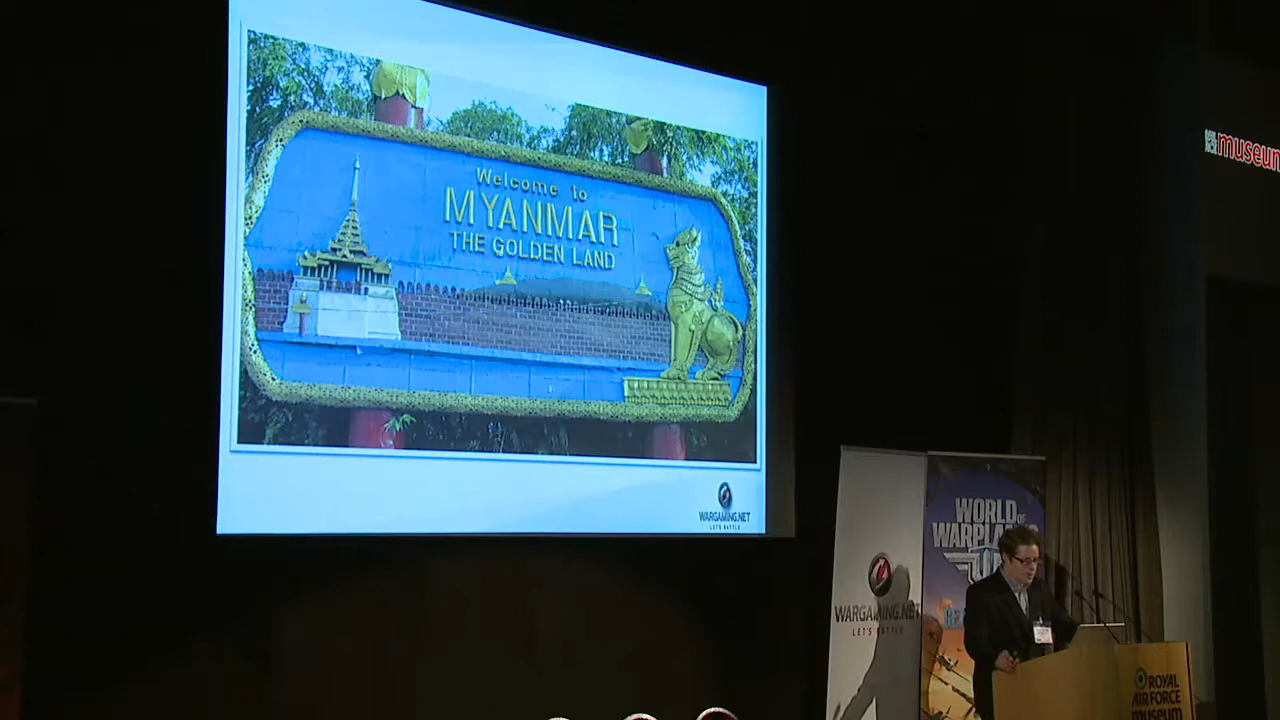 Welcome to
MYANMAR
THE GOLDEN LAND
WARGAMING.NET
LET'S BATTLE
museum
WORLD OF
WARPLANES
WARGAMING.NET
LET'S BATTLE
ROYAL
AIR FORCE
museum